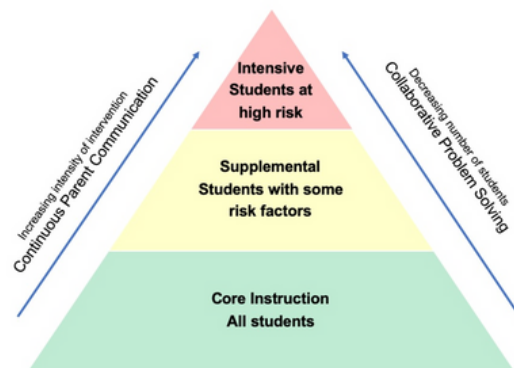 Intensive
Students at
high risk
Increasing intensity of intervention
Continuous Parent Communication
Decreasing number of students
Collaborative Problem Solving
Supplemental
Students with some
risk factors
Core Instruction
All students